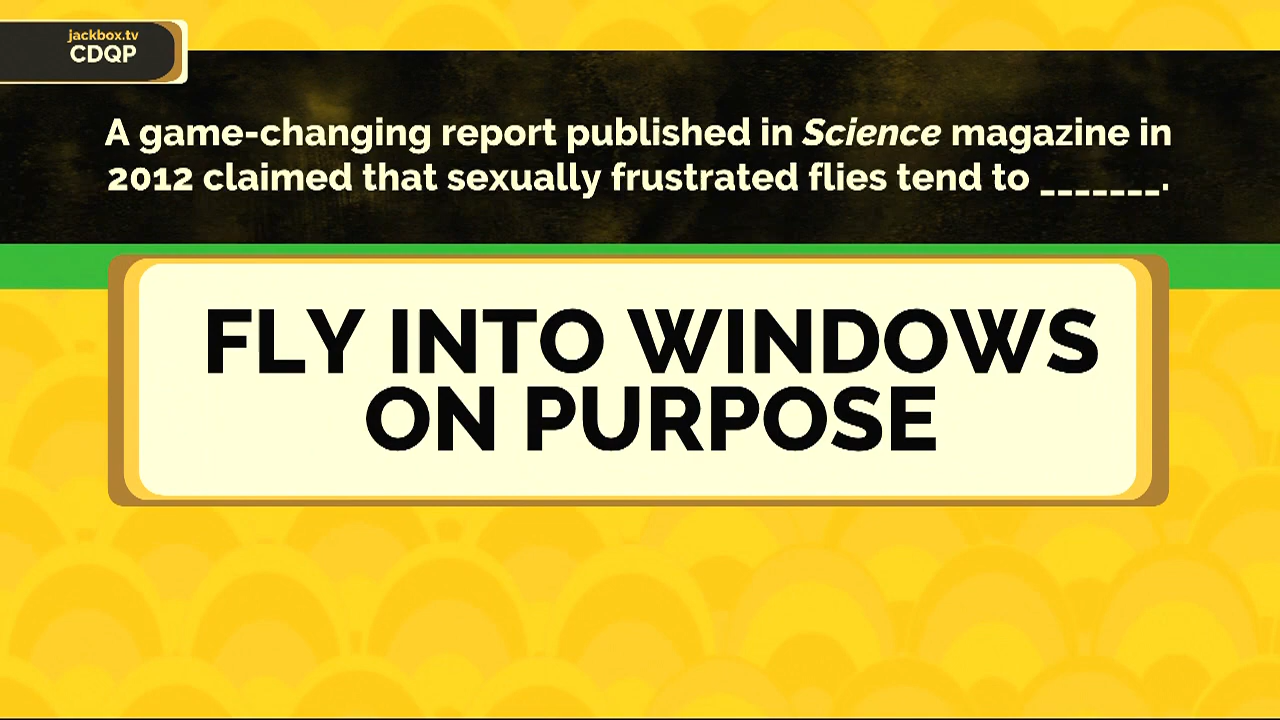 jackbox.tv
CDQP
A game-changing report published in Science magazine in
2012 claimed that sexually frustrated flies tend to _______.
FLY INTO WINDOWS
ON PURPOSE